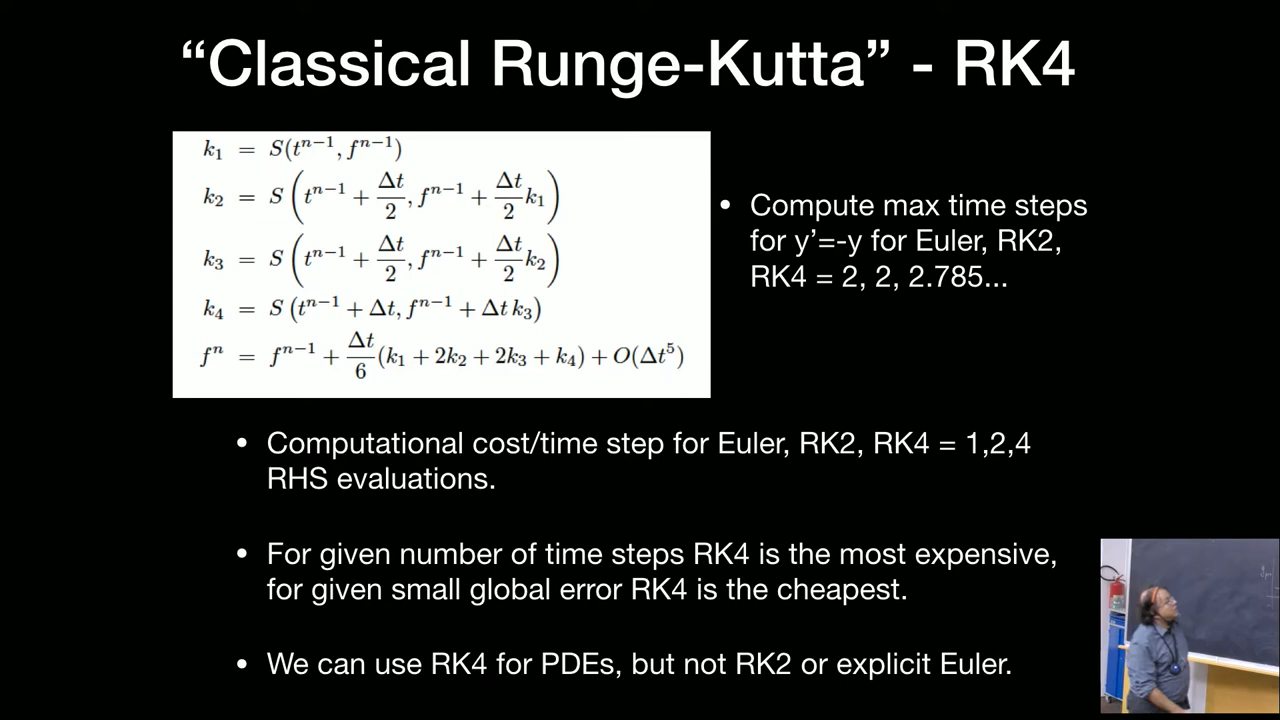 “Classical Runge-Kutta” - RK4
k₁ = S(tⁿ⁻¹, fⁿ⁻¹)
k₂ = S(tⁿ⁻¹ + Δt/2, fⁿ⁻¹ + Δt/2 k₁)
k₃ = S(tⁿ⁻¹ + Δt/2, fⁿ⁻¹ + Δt/2 k₂)
k₄ = S(tⁿ⁻¹ + Δt, fⁿ⁻¹ + Δt k₃)
fⁿ = fⁿ⁻¹ + Δt/6 (k₁ + 2k₂ + 2k₃ + k₄) + O(Δt⁵)
• Compute max time steps
for y’=-y for Euler, RK2,
RK4 = 2, 2, 2.785...
• Computational cost/time step for Euler, RK2, RK4 = 1,2,4
RHS evaluations.
• For given number of time steps RK4 is the most expensive,
for given small global error RK4 is the cheapest.
• We can use RK4 for PDEs, but not RK2 or explicit Euler.